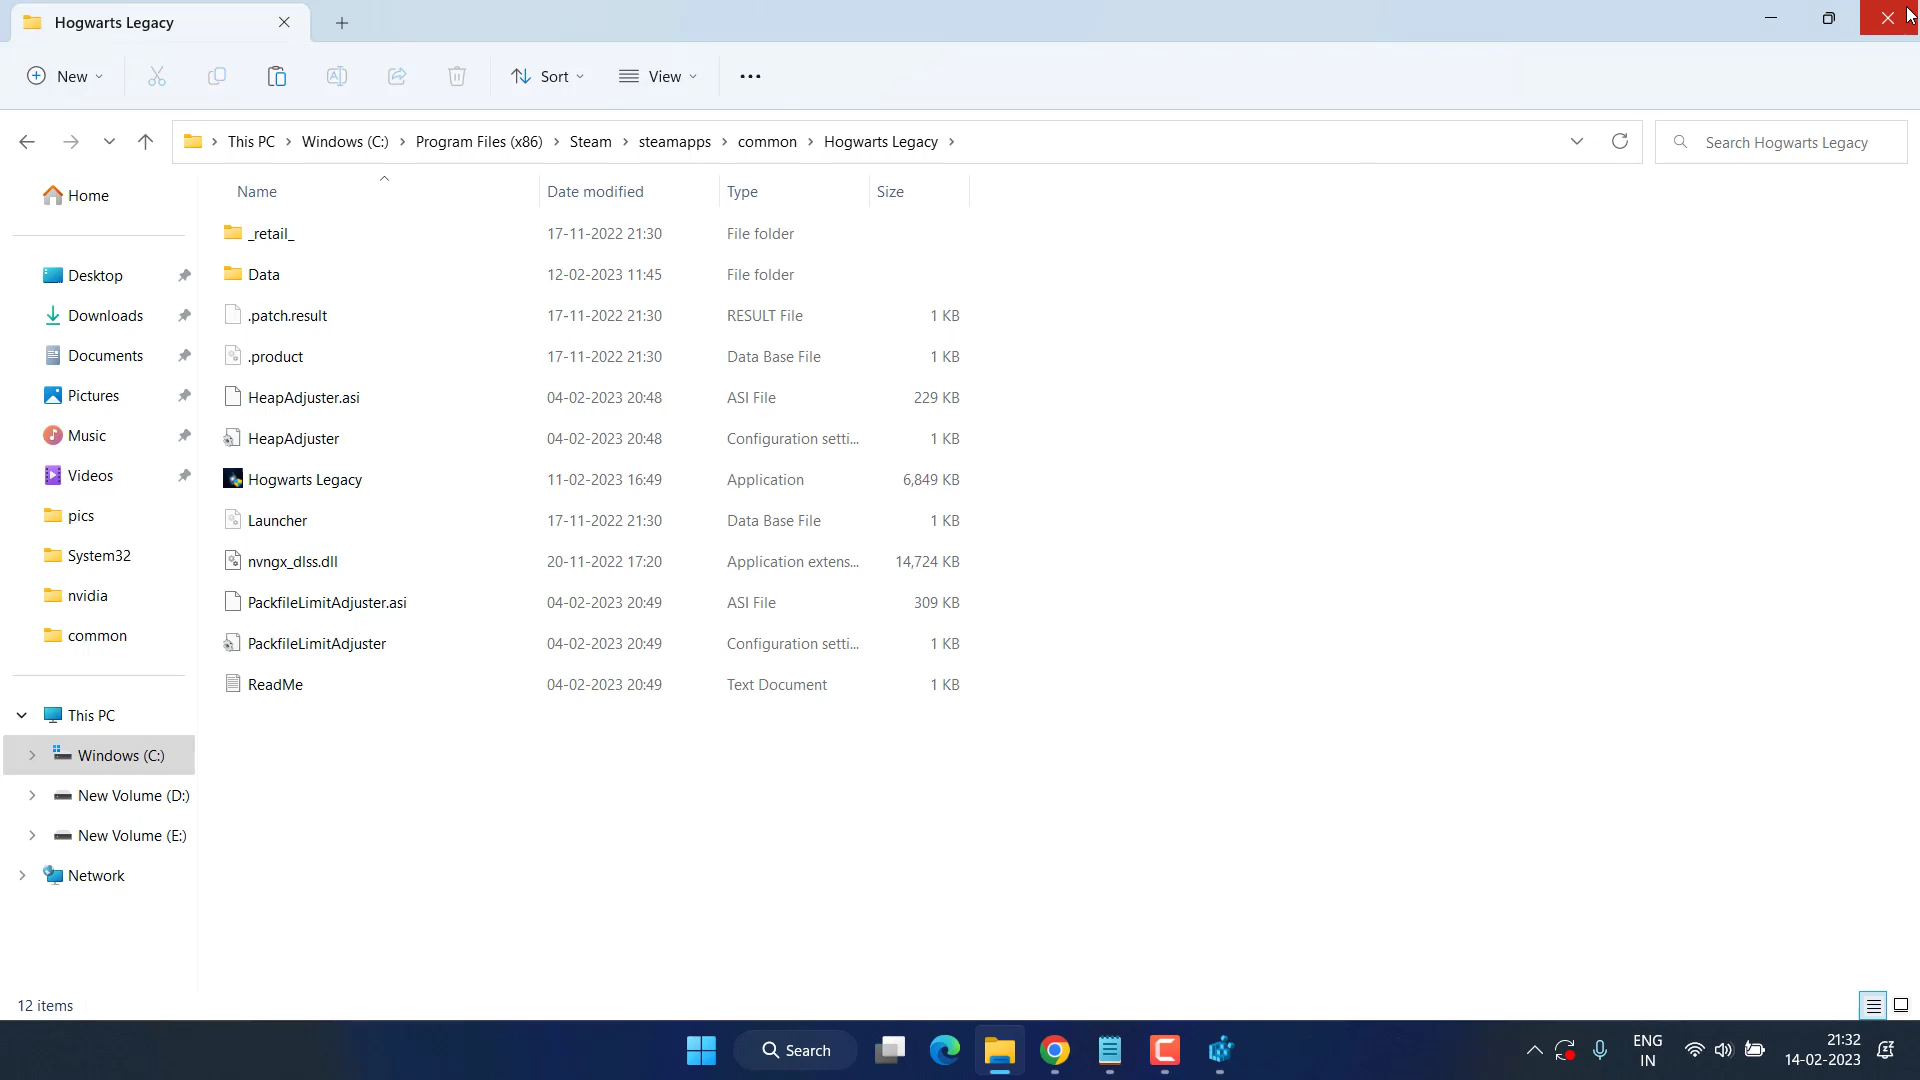 Hogwarts Legacy
New
Sort
View
This PC
Windows (C:)
Program Files (x86)
Steam
steamapps
common
Hogwarts Legacy
Search Hogwarts Legacy
Home
Desktop
Downloads
Documents
Pictures
Music
Videos
pics
System32
nvidia
common
This PC
Windows (C:)
New Volume (D:)
New Volume (E:)
Network
Name Date modified Type Size
_retail_ 17-11-2022 21:30 File folder
Data 12-02-2023 11:45 File folder
.patch.result 17-11-2022 21:30 RESULT File 1 KB
.product 17-11-2022 21:30 Data Base File 1 KB
HeapAdjuster.asi 04-02-2023 20:48 ASI File 229 KB
HeapAdjuster 04-02-2023 20:48 Configuration setti... 1 KB
Hogwarts Legacy 11-02-2023 16:49 Application 6,849 KB
Launcher 17-11-2022 21:30 Data Base File 1 KB
nvngx_dlss.dll 20-11-2022 17:20 Application extens... 14,724 KB
PackfileLimitAdjuster.asi 04-02-2023 20:49 ASI File 309 KB
PackfileLimitAdjuster 04-02-2023 20:49 Configuration setti... 1 KB
ReadMe 04-02-2023 20:49 Text Document 1 KB
12 items
Search
ENG
IN
21:32
14-02-2023